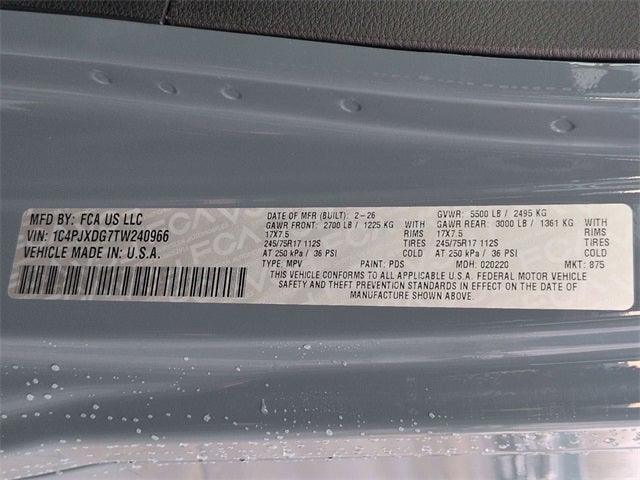 MFD BY: FCA US LLC
VIN: 1C4PJXDG7TW240966
VEHICLE MADE IN: U.S.A.
DATE OF MFR (BUILT): 2-26 GVWR: 5500 LB / 2495 KG
GAWR FRONT: 2700 LB / 1225 KG WITH GAWR REAR: 3000 LB / 1361 KG WITH
17X7.5 RIMS 17X7.5 RIMS
245/75R17 112S TIRES 245/75R17 112S TIRES
AT 250 kPa / 36 PSI COLD AT 250 kPa / 36 PSI COLD
TYPE: MPV PAINT: PDS MDH: 020220 MKT: 875
THIS VEHICLE CONFORMS TO ALL APPLICABLE U.S.A. FEDERAL MOTOR VEHICLE
SAFETY AND THEFT PREVENTION STANDARDS IN EFFECT ON THE DATE OF
MANUFACTURE SHOWN ABOVE.